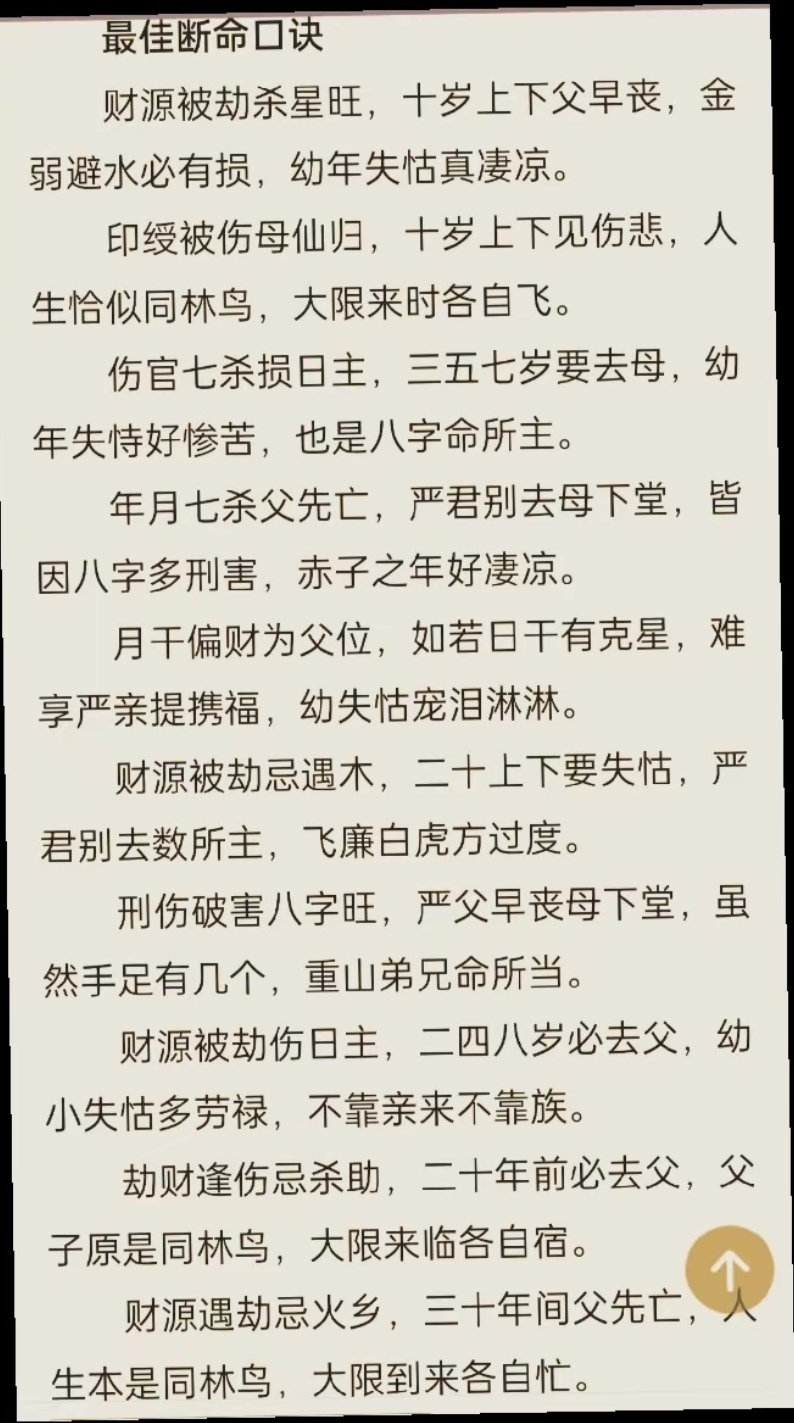 最佳断命口诀
财源被劫杀星旺，十岁上下父早丧，金
弱避水必有损，幼年失怙真凄凉。
印绶被伤母仙归，十岁上下见伤悲，人
生恰似同林鸟，大限来时各自飞。
伤官七杀损日主，三五七岁要去母，幼
年失恃好惨苦，也是八字命所主。
年月七杀父先亡，严君别去母下堂，皆
因八字多刑害，赤子之年好凄凉。
月干偏财为父位，如若日干有克星，难
享严亲提携福，幼失怙宠泪淋淋。
财源被劫忌遇木，二十上下要失怙，严
君别去数所主，飞廉白虎方过度。
刑伤破害八字旺，严父早丧母下堂，虽
然手足有几个，重山弟兄命所当。
财源被劫伤日主，二四八岁必去父，幼
小失怙多劳禄，不靠亲来不靠族。
劫财逢伤忌杀助，二十年前必去父，父
子原是同林鸟，大限来临各自宿。
财源遇劫忌火乡，三十年间父先亡，人
生本是同林鸟，大限到来各自忙。